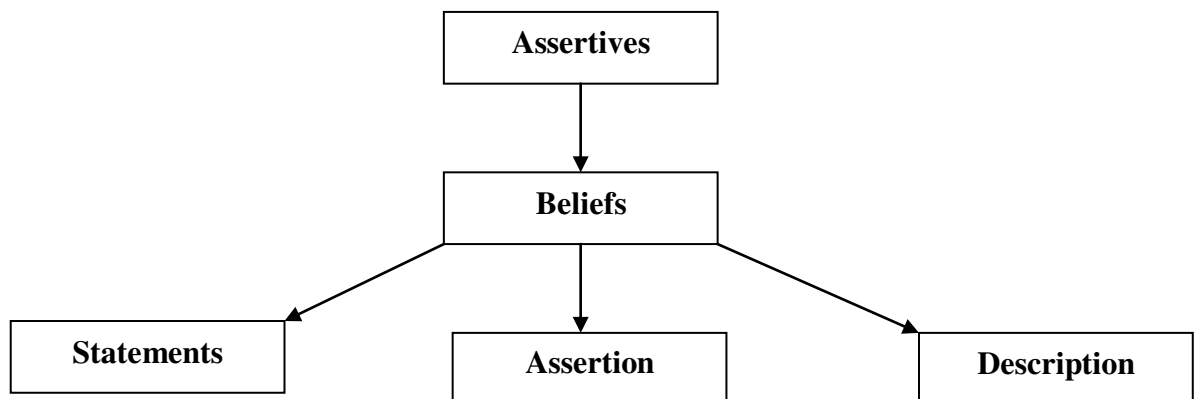 Assertives
Beliefs
Statements
Assertion
Description